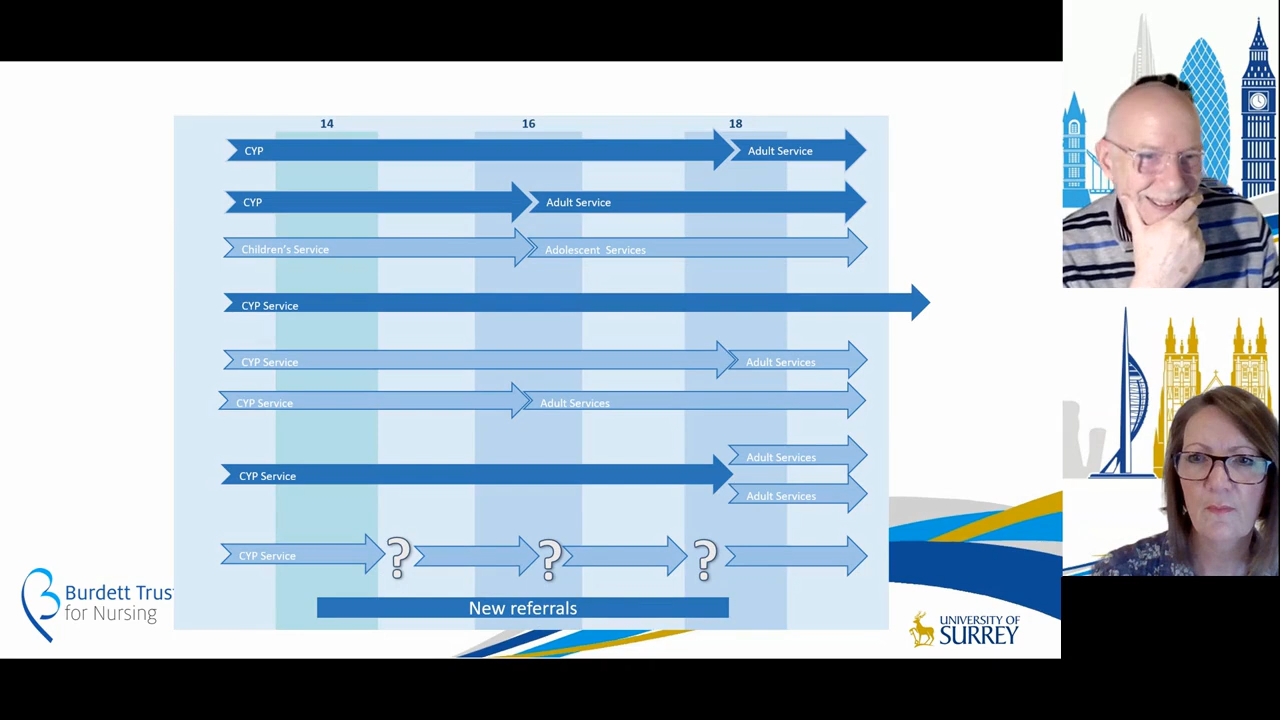 14 16 18
CYP Adult Service
CYP Adult Service
Children's Service Adolescent Services
CYP Service
CYP Service Adult Services
CYP Service Adult Services
Adult Services
CYP Service
Adult Services
CYP Service ? ? ?
New referrals
Burdett Trus
for Nursing
UNIVERSITY OF
SURREY